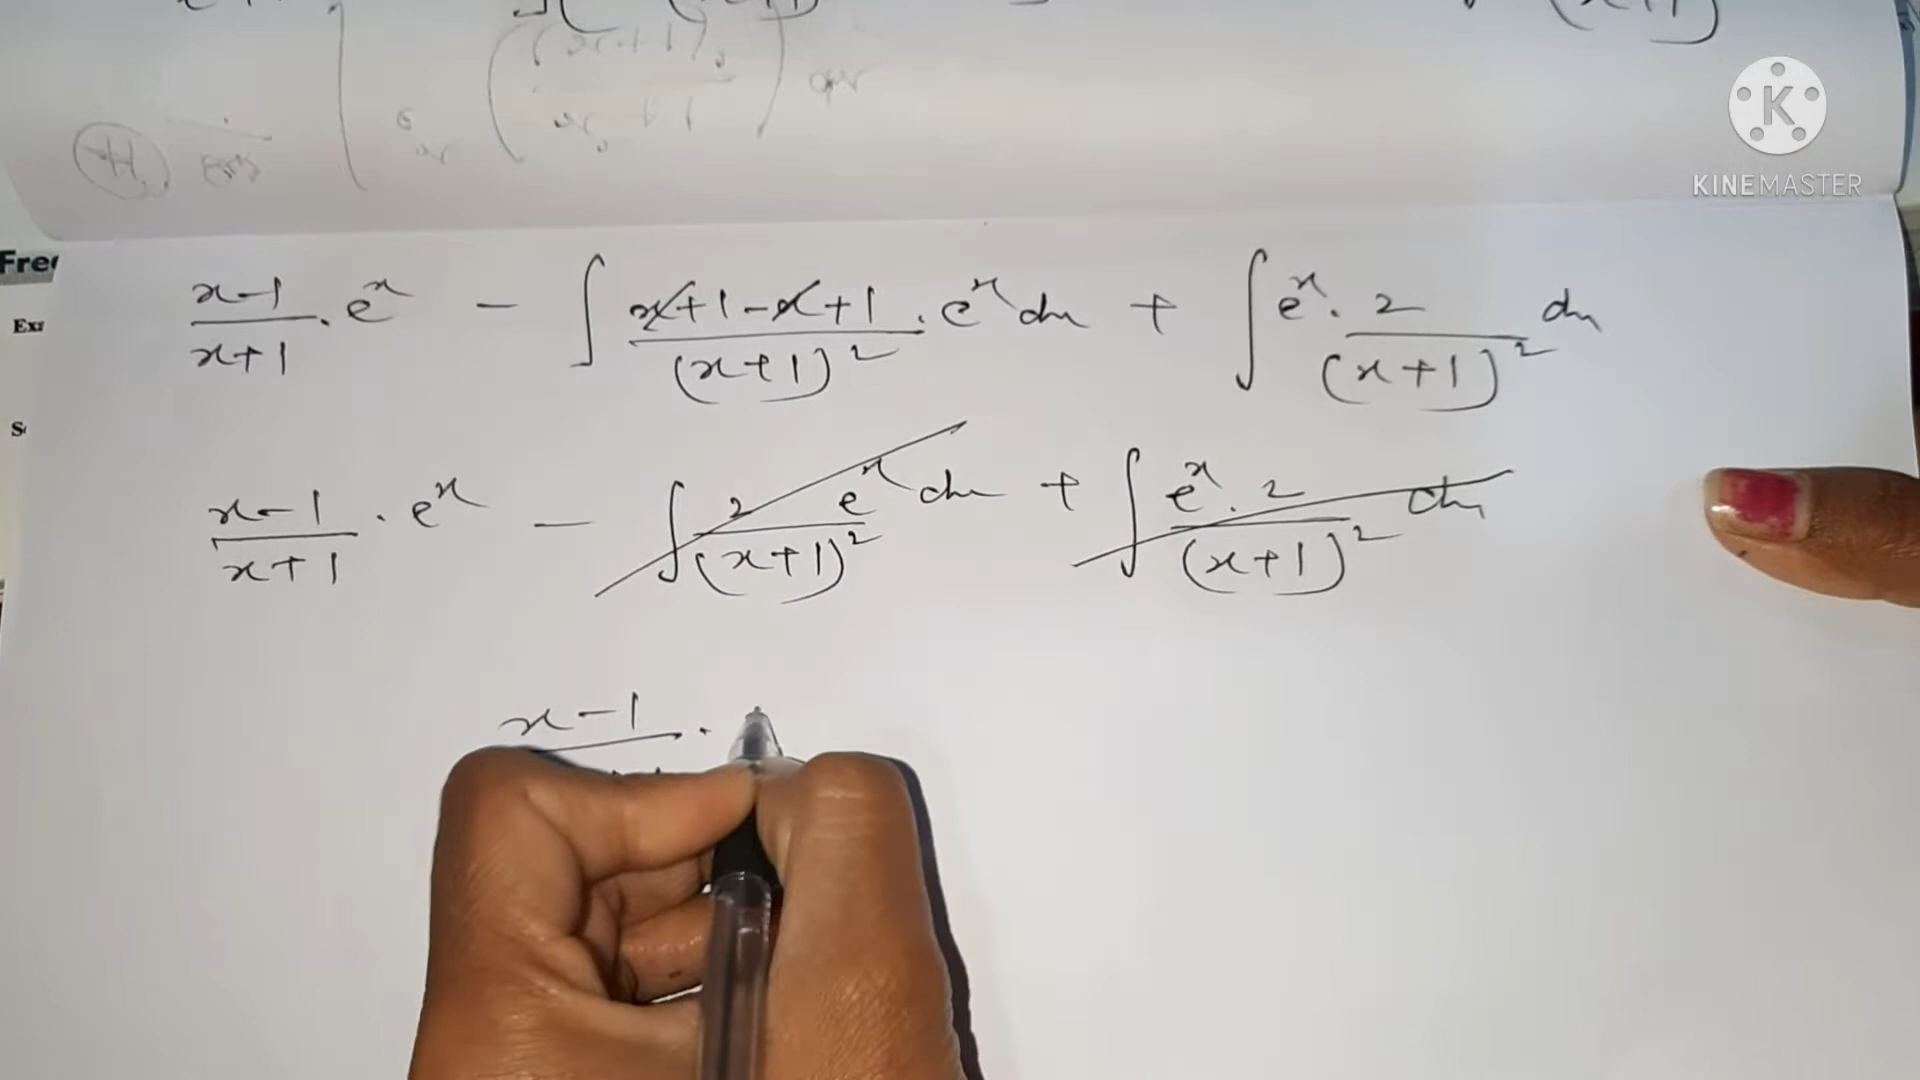 KINEMASTER
x-1/x+1 . e^x - ∫ x+1-x+1/(x+1)^2 . e^x dx + ∫ e^x . 2/(x+1)^2 dx
x-1/x+1 . e^x - ∫ 2 e^x/(x+1)^2 dx + ∫ e^x . 2/(x+1)^2 dx
x-1 .